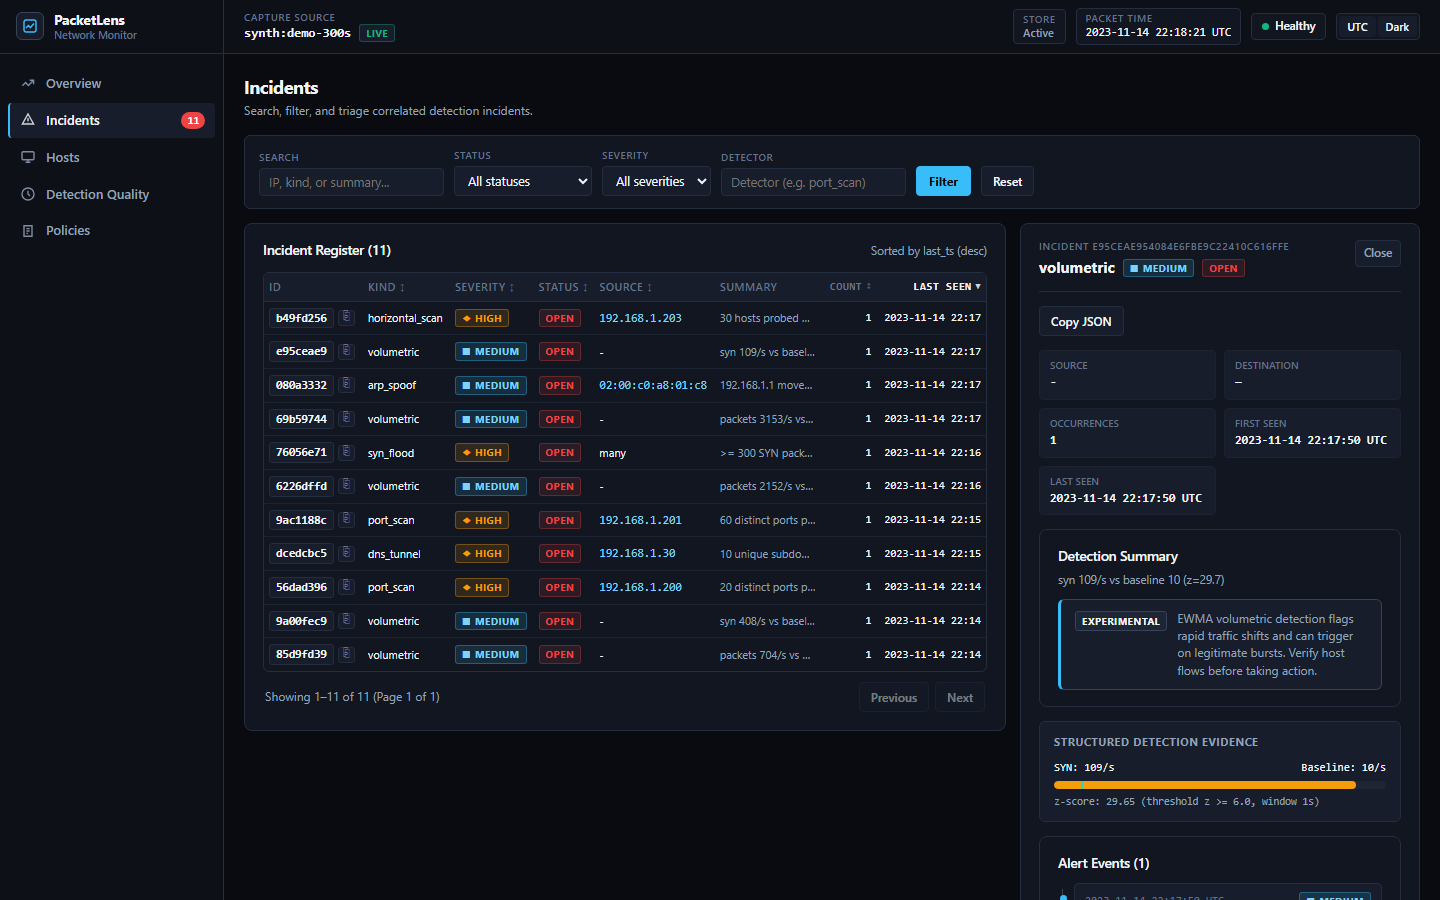 PacketLens
Network Monitor
Overview
Incidents 11
Hosts
Detection Quality
Policies
CAPTURE SOURCE
synth:demo-300s LIVE
STORE
Active
PACKET TIME
2023-11-14 22:18:21 UTC
Healthy
UTC Dark
Incidents
Search, filter, and triage correlated detection incidents.
SEARCH
IP, kind, or summary...
STATUS
All statuses
SEVERITY
All severities
DETECTOR
Detector (e.g. port_scan)
Filter
Reset
Incident Register (11)
Sorted by last_ts (desc)
ID KIND ↕ SEVERITY ↕ STATUS ↕ SOURCE ↕ SUMMARY COUNT ↕ LAST SEEN ▼
b49fd256 horizontal_scan ◆ HIGH OPEN 192.168.1.203 30 hosts probed ... 1 2023-11-14 22:17
e95ceae9 volumetric ■ MEDIUM OPEN - syn 109/s vs basel... 1 2023-11-14 22:17
080a3332 arp_spoof ■ MEDIUM OPEN 02:00:c0:a8:01:c8 192.168.1.1 move... 1 2023-11-14 22:17
69b59744 volumetric ■ MEDIUM OPEN - packets 3153/s vs... 1 2023-11-14 22:17
76056e71 syn_flood ◆ HIGH OPEN many >= 300 SYN pack... 1 2023-11-14 22:16
6226dffd volumetric ■ MEDIUM OPEN - packets 2152/s vs... 1 2023-11-14 22:16
9ac1188c port_scan ◆ HIGH OPEN 192.168.1.201 60 distinct ports p... 1 2023-11-14 22:15
dcedcbc5 dns_tunnel ◆ HIGH OPEN 192.168.1.30 10 unique subdo... 1 2023-11-14 22:15
56dad396 port_scan ◆ HIGH OPEN 192.168.1.200 20 distinct ports p... 1 2023-11-14 22:14
9a00fec9 volumetric ■ MEDIUM OPEN - syn 408/s vs basel... 1 2023-11-14 22:14
85d9fd39 volumetric ■ MEDIUM OPEN - packets 704/s vs ... 1 2023-11-14 22:14
Showing 1–11 of 11 (Page 1 of 1)
Previous
Next
INCIDENT E95CEAE954084E6FBE9C22410C616FFE
volumetric ■ MEDIUM OPEN
Close
Copy JSON
SOURCE
-
DESTINATION
—
OCCURRENCES
1
FIRST SEEN
2023-11-14 22:17:50 UTC
LAST SEEN
2023-11-14 22:17:50 UTC
Detection Summary
syn 109/s vs baseline 10 (z=29.7)
EXPERIMENTAL
EWMA volumetric detection flags
rapid traffic shifts and can trigger
on legitimate bursts. Verify host
flows before taking action.
STRUCTURED DETECTION EVIDENCE
SYN: 109/s Baseline: 10/s
z-score: 29.65 (threshold z >= 6.0, window 1s)
Alert Events (1)
2023-11-14 22:17:50 UTC ■ MEDIUM